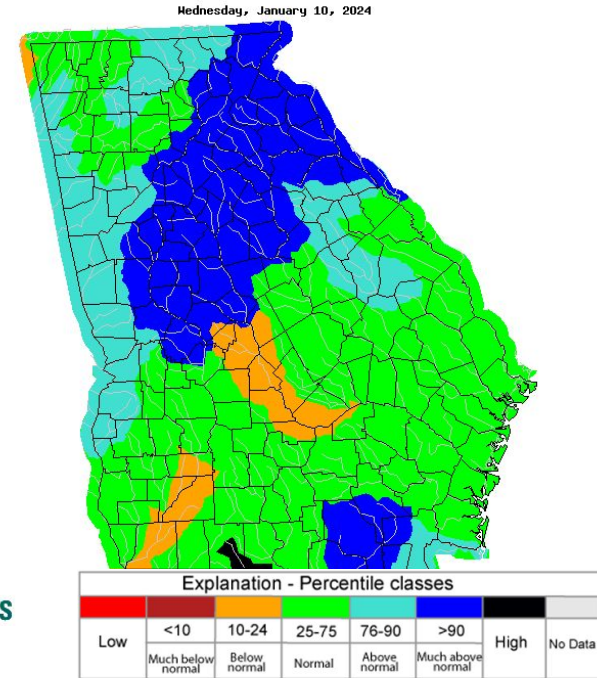 Wednesday, January 10, 2024
Explanation - Percentile classes
Low <10 10-24 25-75 76-90 >90 High No Data
Much below normal Below normal Normal Above normal Much above normal
s